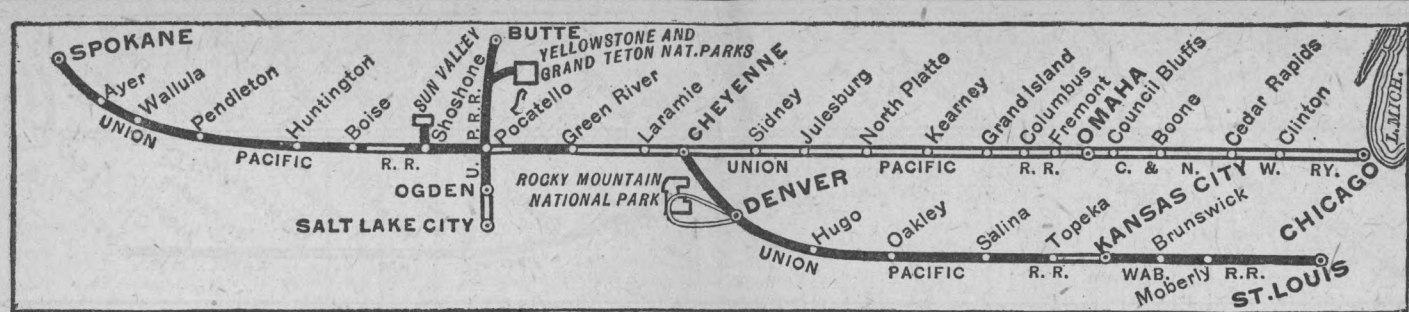 SPOKANE
Ayer
Wallula
Pendleton
Huntington
Boise
SUN VALLEY
Shoshone
BUTTE
YELLOWSTONE AND
GRAND TETON NAT. PARKS
Pocatello
Green River
Laramie
CHEYENNE
Sidney
Julesburg
North Platte
Kearney
Grand Island
Columbus
Fremont
OMAHA
Council Bluffs
Boone
Cedar Rapids
Clinton
L. MICH.
UNION
PACIFIC
R. R.
U. P. R. R.
UNION
PACIFIC
R. R.
C. & N. W. RY.
CHICAGO
OGDEN
SALT LAKE CITY
ROCKY MOUNTAIN
NATIONAL PARK
DENVER
Hugo
Oakley
Salina
Topeka
KANSAS CITY
Brunswick
Moberly
ST. LOUIS
UNION
PACIFIC
R. R.
WAB.
R.R.